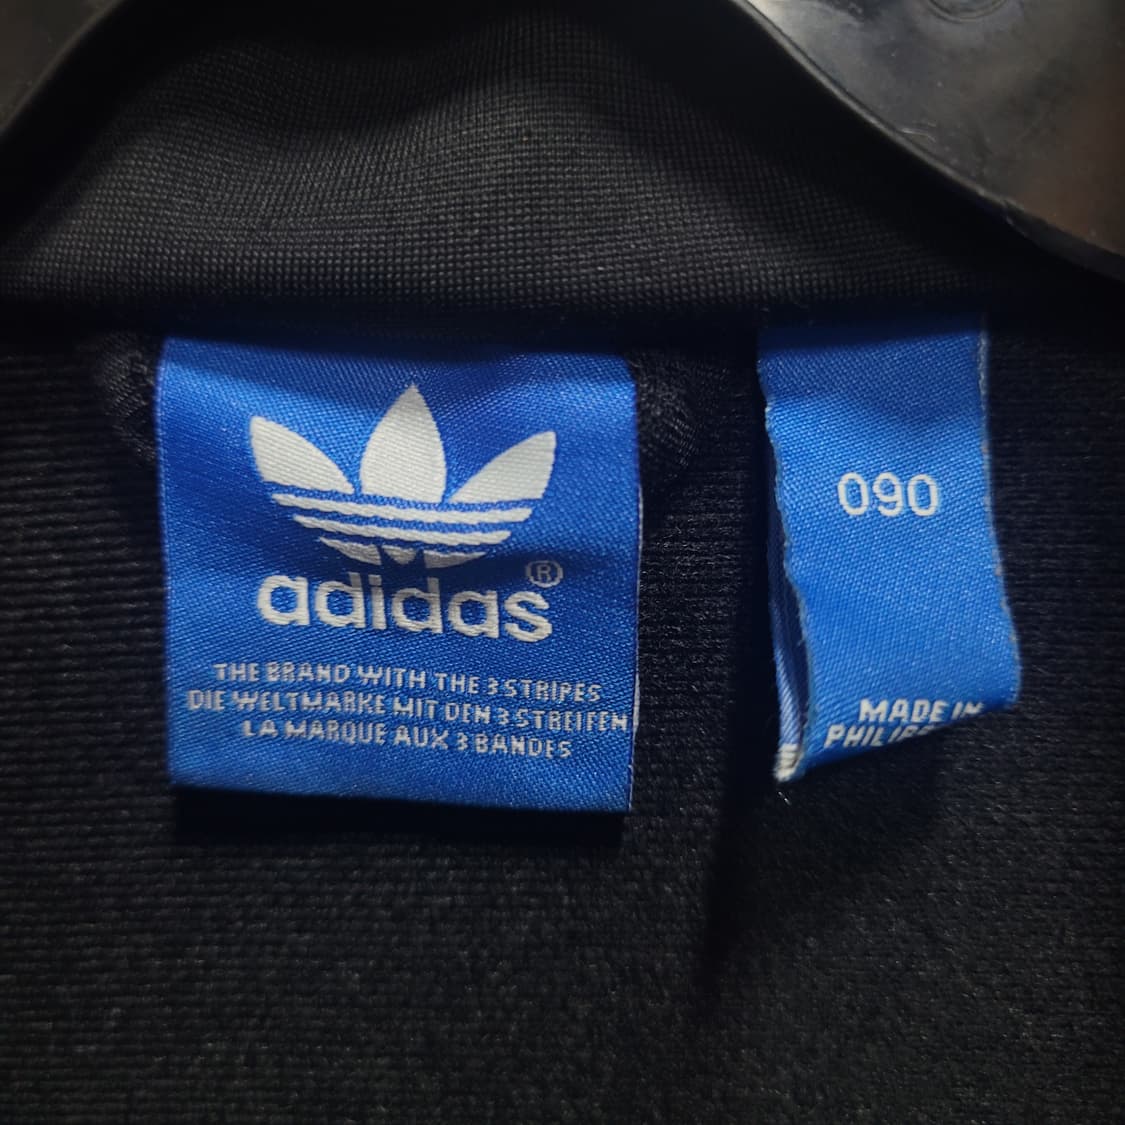 adidas®
THE BRAND WITH THE 3 STRIPES
DIE WELTMARKE MIT DEN 3 STREIFEN
LA MARQUE AUX 3 BANDES
090
MADE IN